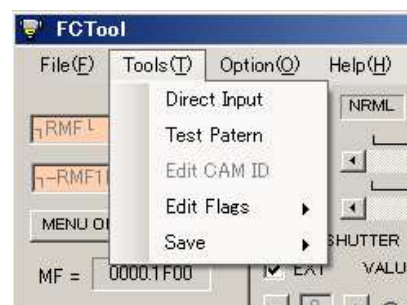 FCTool
File(F) Tools(T) Option(O) Help(H)
Direct Input
NRML
Test Patern
RMF
Edit CAM ID
-RMF1
Edit Flags
MENU
Save
SHUTTER
MF = 0000.1F00
EXT VALU